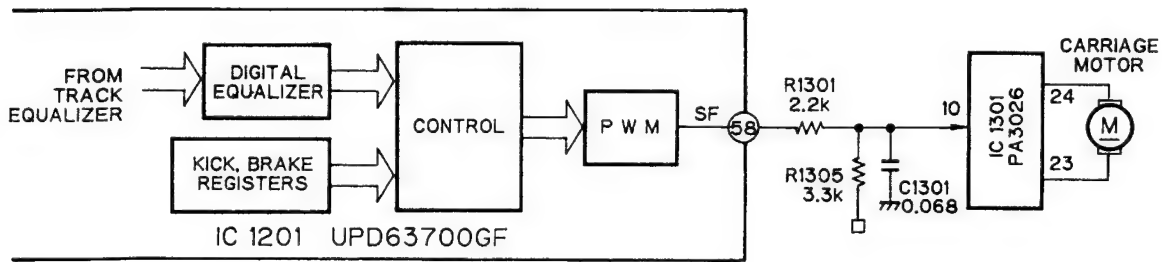 FROM
TRACK
EQUALIZER
DIGITAL
EQUALIZER
KICK, BRAKE
REGISTERS
CONTROL
PWM
SF
58
IC 1201 UPD63700GF
R1301
2.2k
R1305
3.3k
C1301
0.068
10
IC 1301
PA3026
CARRIAGE
MOTOR
24
M
23